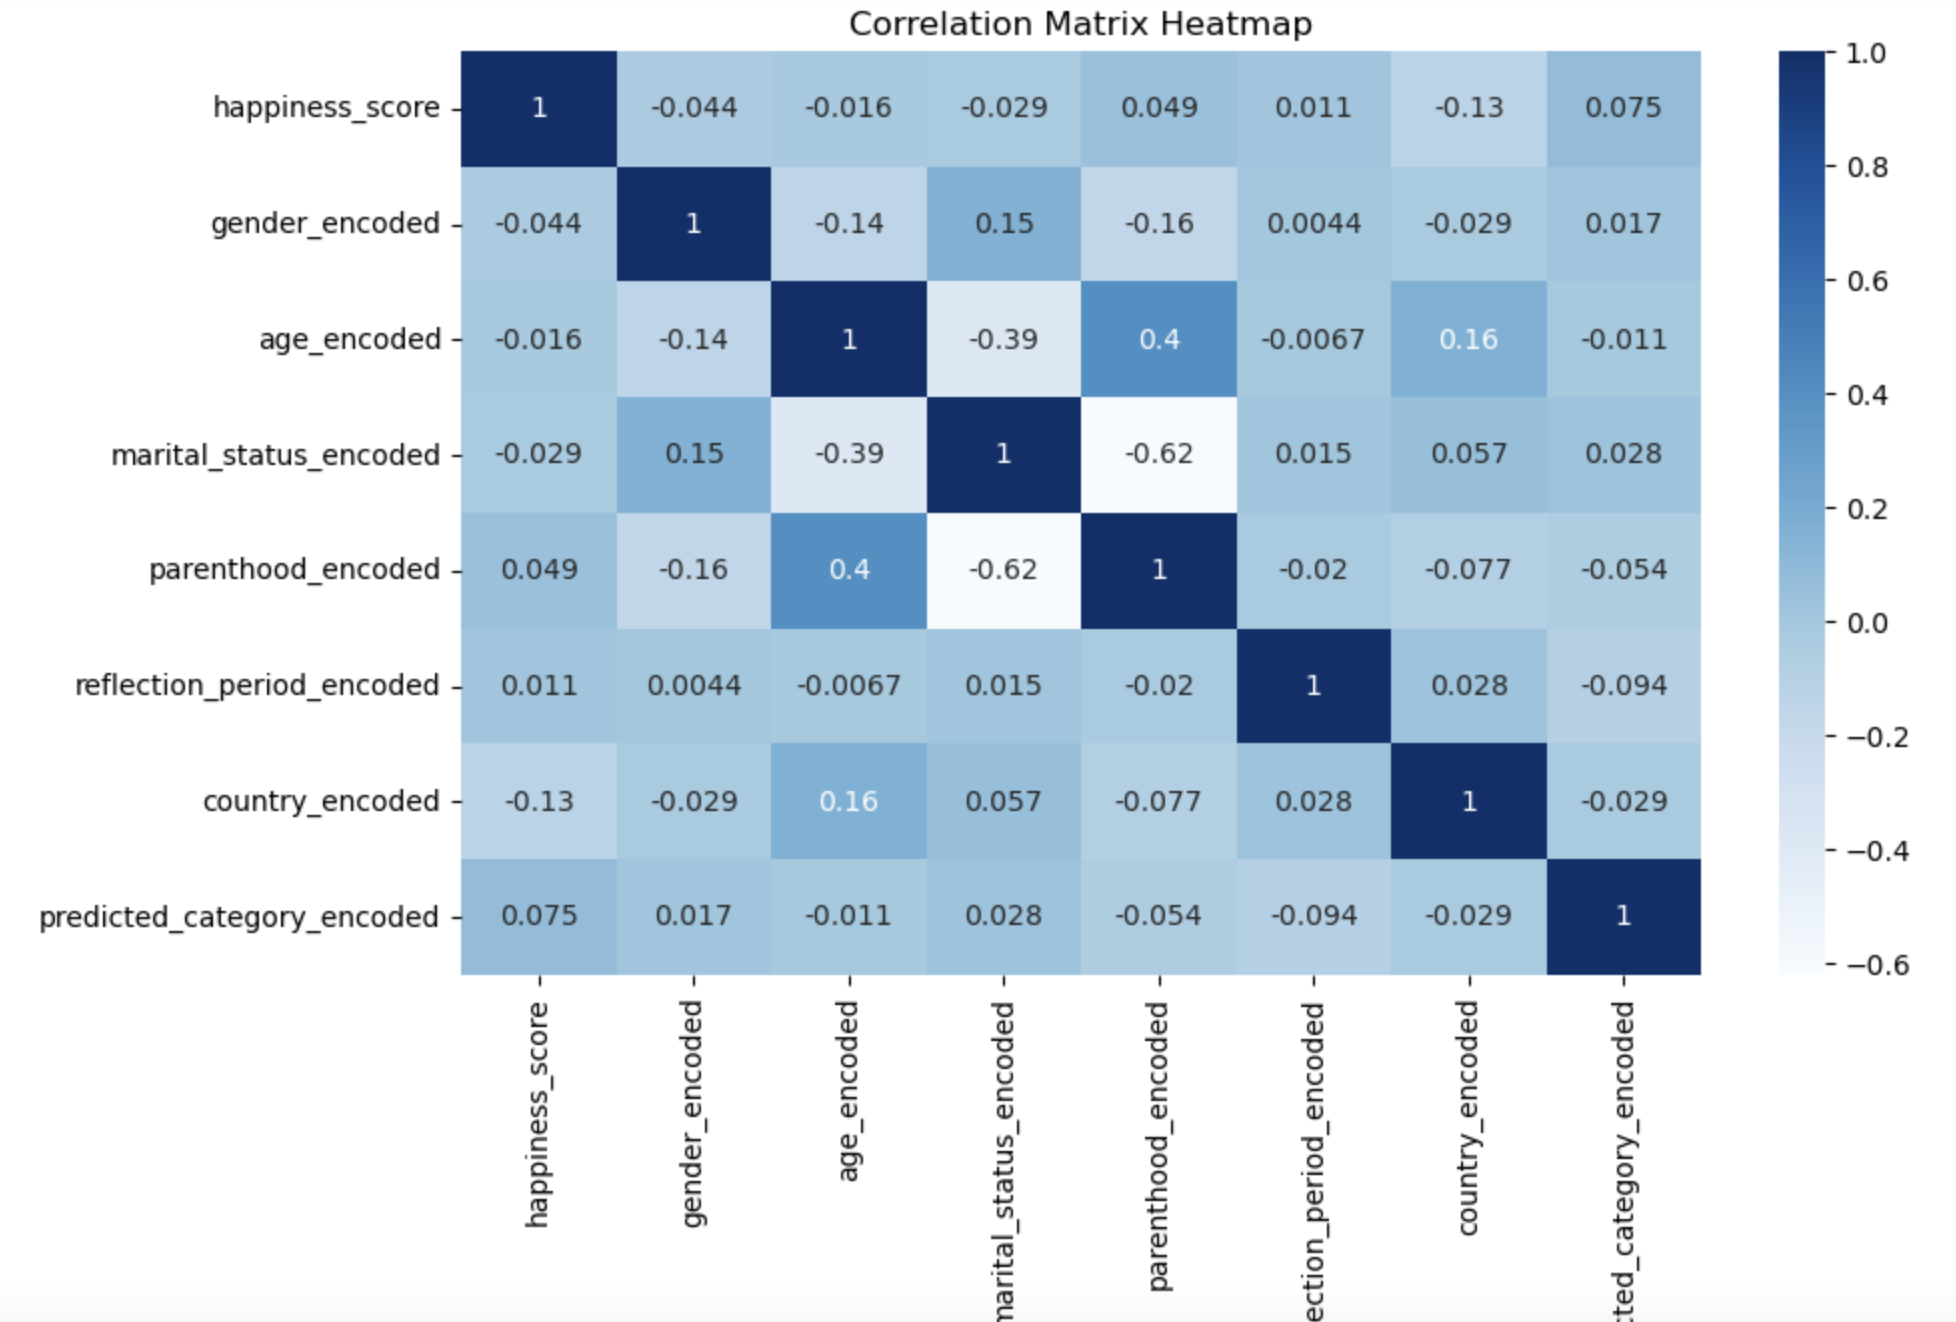 Correlation Matrix Heatmap
happiness_score 1 -0.044 -0.016 -0.029 0.049 0.011 -0.13 0.075
gender_encoded -0.044 1 -0.14 0.15 -0.16 0.0044 -0.029 0.017
age_encoded -0.016 -0.14 1 -0.39 0.4 -0.0067 0.16 -0.011
marital_status_encoded -0.029 0.15 -0.39 1 -0.62 0.015 0.057 0.028
parenthood_encoded 0.049 -0.16 0.4 -0.62 1 -0.02 -0.077 -0.054
reflection_period_encoded 0.011 0.0044 -0.0067 0.015 -0.02 1 0.028 -0.094
country_encoded -0.13 -0.029 0.16 0.057 -0.077 0.028 1 -0.029
predicted_category_encoded 0.075 0.017 -0.011 0.028 -0.054 -0.094 -0.029 1
happiness_score
gender_encoded
age_encoded
marital_status_encoded
parenthood_encoded
ection_period_encoded
country_encoded
cted_category_encoded
1.0
0.8
0.6
0.4
0.2
0.0
−0.2
−0.4
−0.6